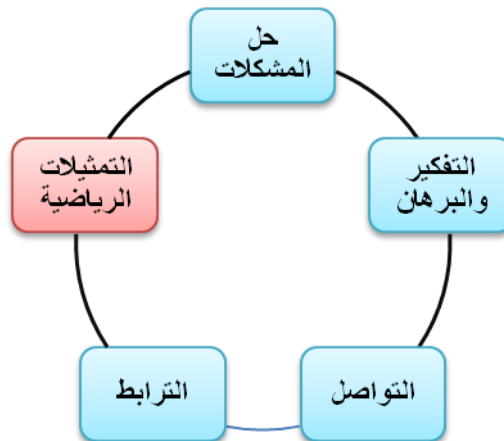 حل
المشكلات
التفكير
والبرهان
التواصل
الترابط
التمثيلات
الرياضية